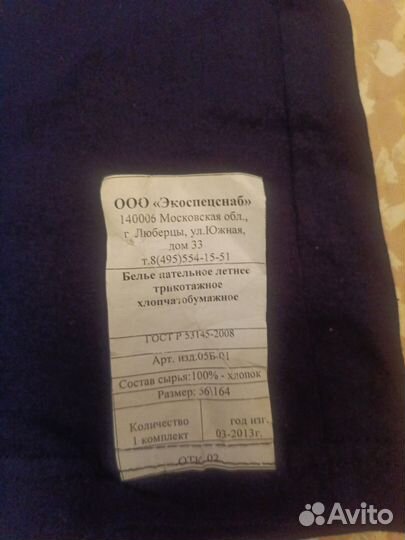 ООО «Экоспецснаб»
140006 Московская обл.,
г. Люберцы, ул.Южная,
дом 33
т.8(495)554-15-51
Белье нательное летнее
трикотажное
хлопчатобумажное
ГОСТ Р 53145-2008
Арт. изд.05Б-01
Состав сырья:100% - хлопок
Размер: 56\164
Количество год изг.
1 комплект 03-2013г.
ОТК-02
Avito